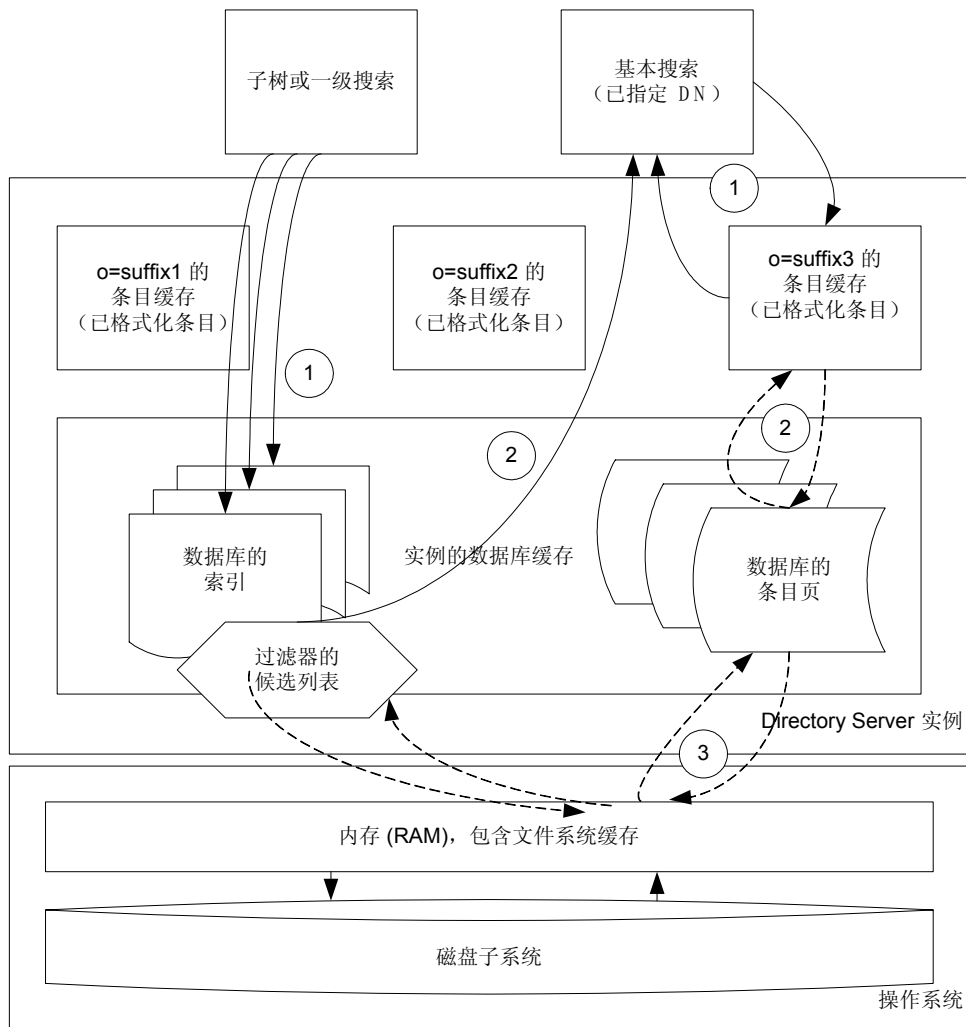 子树或一级搜索
基本搜索
（已指定 DN）
1
o=suffix1 的
条目缓存
（已格式化条目）
o=suffix2 的
条目缓存
（已格式化条目）
o=suffix3 的
条目缓存
（已格式化条目）
1
2
2
数据库的
索引
实例的数据库缓存
数据库的
条目页
过滤器的
候选列表
Directory Server 实例
3
内存 (RAM)，包含文件系统缓存
磁盘子系统
操作系统